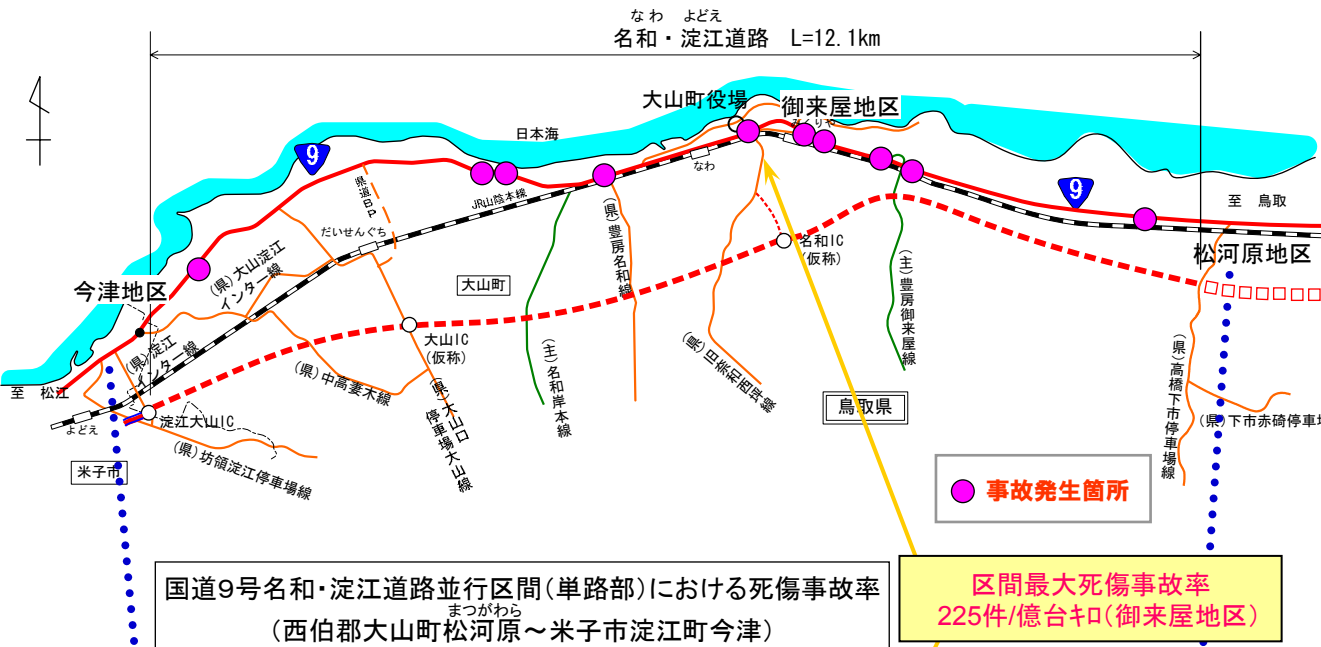 なわ よどえ
名和・淀江道路 L=12.1km
大山町役場
御来屋地区
みくりや
日本海
9
なわ
県道BP
JR山陰本線
9
至 鳥取
だいせんぐち
(県)豊房名和線
名和IC
(仮称)
松河原地区
(県)大山淀江
インター線
今津地区
大山町
(主)豊房御来屋線
大山IC
(仮称)
(県)淀江
インター線
(主)名和岸本線
(県)旧奈和西坪線
(県)高橋下市停車場線
至 松江
(県)中高妻木線
(県)大山口
停車場大山線
鳥取県
よどえ
淀江大山IC
(県)下市赤碕停車場
(県)坊領淀江停車場線
米子市
事故発生箇所
国道9号名和・淀江道路並行区間(単路部)における死傷事故率
まつがわら
(西伯郡大山町松河原～米子市淀江町今津)
区間最大死傷事故率
225件/億台キロ(御来屋地区)